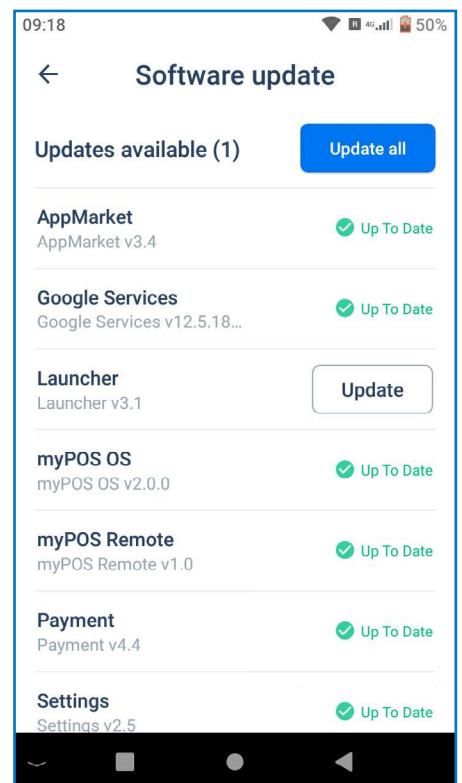 09:18 R 4G 50%
Software update
Updates available (1) Update all
AppMarket
AppMarket v3.4
Up To Date
Google Services
Google Services v12.5.18...
Up To Date
Launcher
Launcher v3.1
Update
myPOS OS
myPOS OS v2.0.0
Up To Date
myPOS Remote
myPOS Remote v1.0
Up To Date
Payment
Payment v4.4
Up To Date
Settings
Settings v2.5
Up To Date